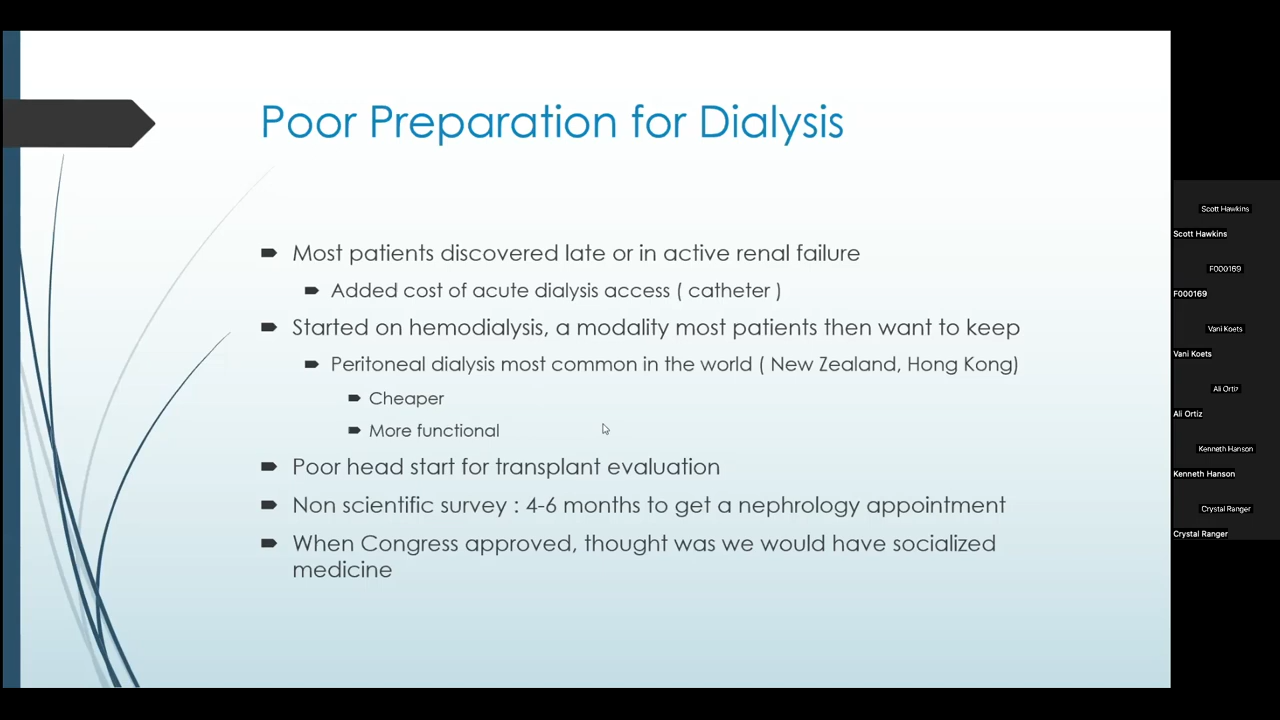 Poor Preparation for Dialysis
Most patients discovered late or in active renal failure
Added cost of acute dialysis access ( catheter )
Started on hemodialysis, a modality most patients then want to keep
Peritoneal dialysis most common in the world ( New Zealand, Hong Kong)
Cheaper
More functional
Poor head start for transplant evaluation
Non scientific survey : 4-6 months to get a nephrology appointment
When Congress approved, thought was we would have socialized
medicine
Scott Hawkins
Scott Hawkins
F000169
F000169
Vani Koets
Vani Koets
Ali Ortiz
Ali Ortiz
Kenneth Hanson
Kenneth Hanson
Crystal Ranger
Crystal Ranger